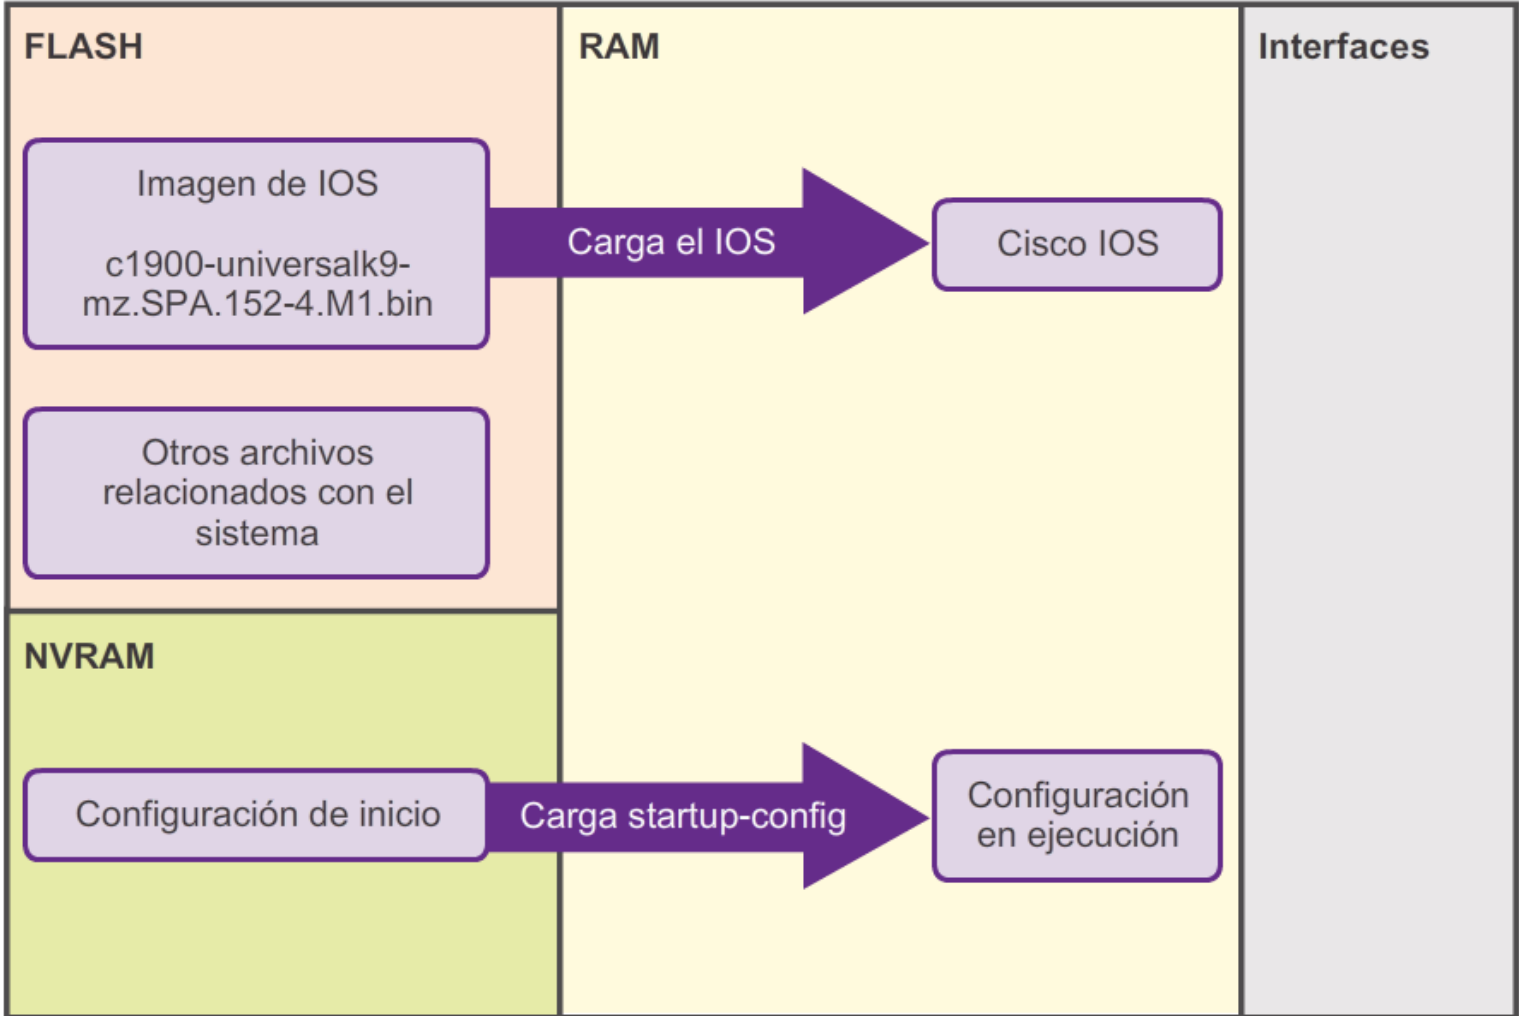 FLASH
Imagen de IOS
c1900-universalk9-
mz.SPA.152-4.M1.bin
Otros archivos
relacionados con el
sistema
NVRAM
Configuración de inicio
RAM
Carga el IOS
Cisco IOS
Carga startup-config
Configuración
en ejecución
Interfaces